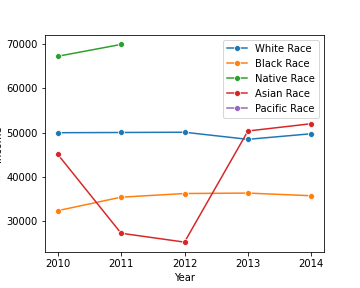 White Race
Black Race
Native Race
Asian Race
Pacific Race
70000
60000
50000
40000
30000
2010
2011
2012
2013
2014
Year